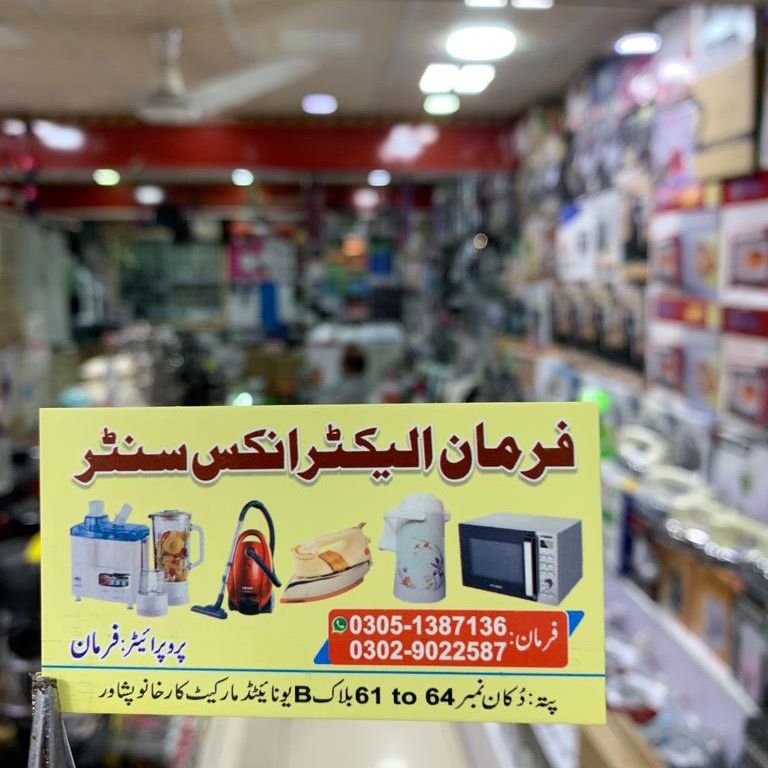 فرمان الیکٹرانکس سنٹر
فرمان: 0305-1387136
0302-9022587
پروپرائیٹر: فرمان
پتہ: دُکان نمبر 61 to 64 بلاک B یونائیٹڈ مارکیٹ کارخانو پشاور